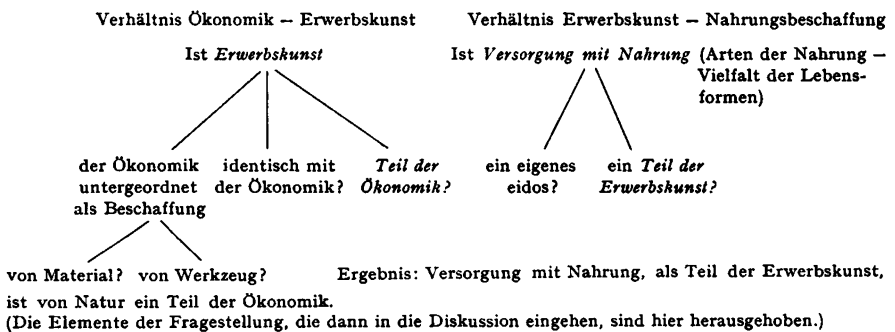 Verhältnis Ökonomik — Erwerbskunst
Ist Erwerbskunst
der Ökonomik
untergeordnet
als Beschaffung
identisch mit
der Ökonomik?
Teil der
Ökonomik?
von Material? von Werkzeug?
Verhältnis Erwerbskunst — Nahrungsbeschaffung
Ist Versorgung mit Nahrung (Arten der Nahrung —
Vielfalt der Lebens-
formen)
ein eigenes
eidos?
ein Teil der
Erwerbskunst?
Ergebnis: Versorgung mit Nahrung, als Teil der Erwerbskunst,
ist von Natur ein Teil der Ökonomik.
(Die Elemente der Fragestellung, die dann in die Diskussion eingehen, sind hier herausgehoben.)